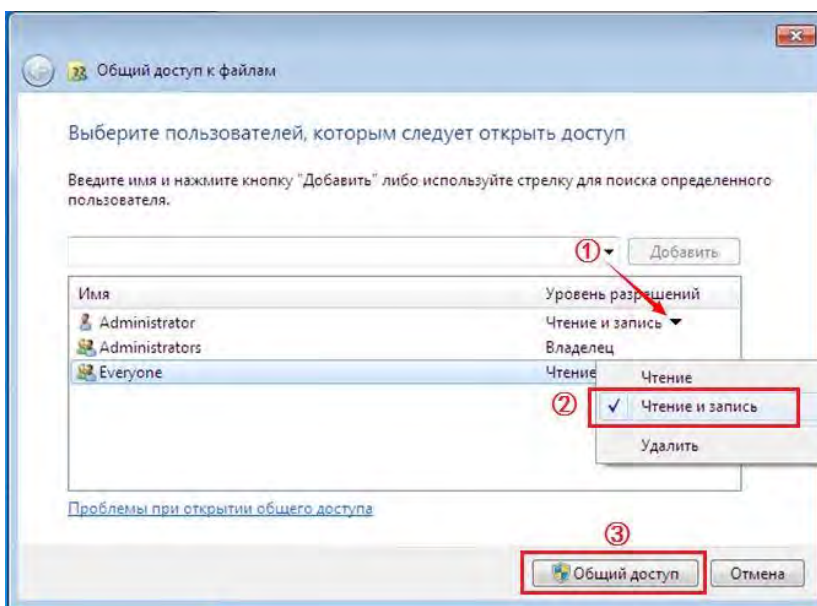 Общий доступ к файлам
Выберите пользователей, которым следует открыть доступ
Введите имя и нажмите кнопку "Добавить" либо используйте стрелку для поиска определенного
пользователя.
① Добавить
Имя Уровень разрешений
Administrator Чтение и запись
Administrators Владелец
Everyone Чтение
Чтение
② ✓ Чтение и запись
Удалить
Проблемы при открытии общего доступа
③
Общий доступ Отмена